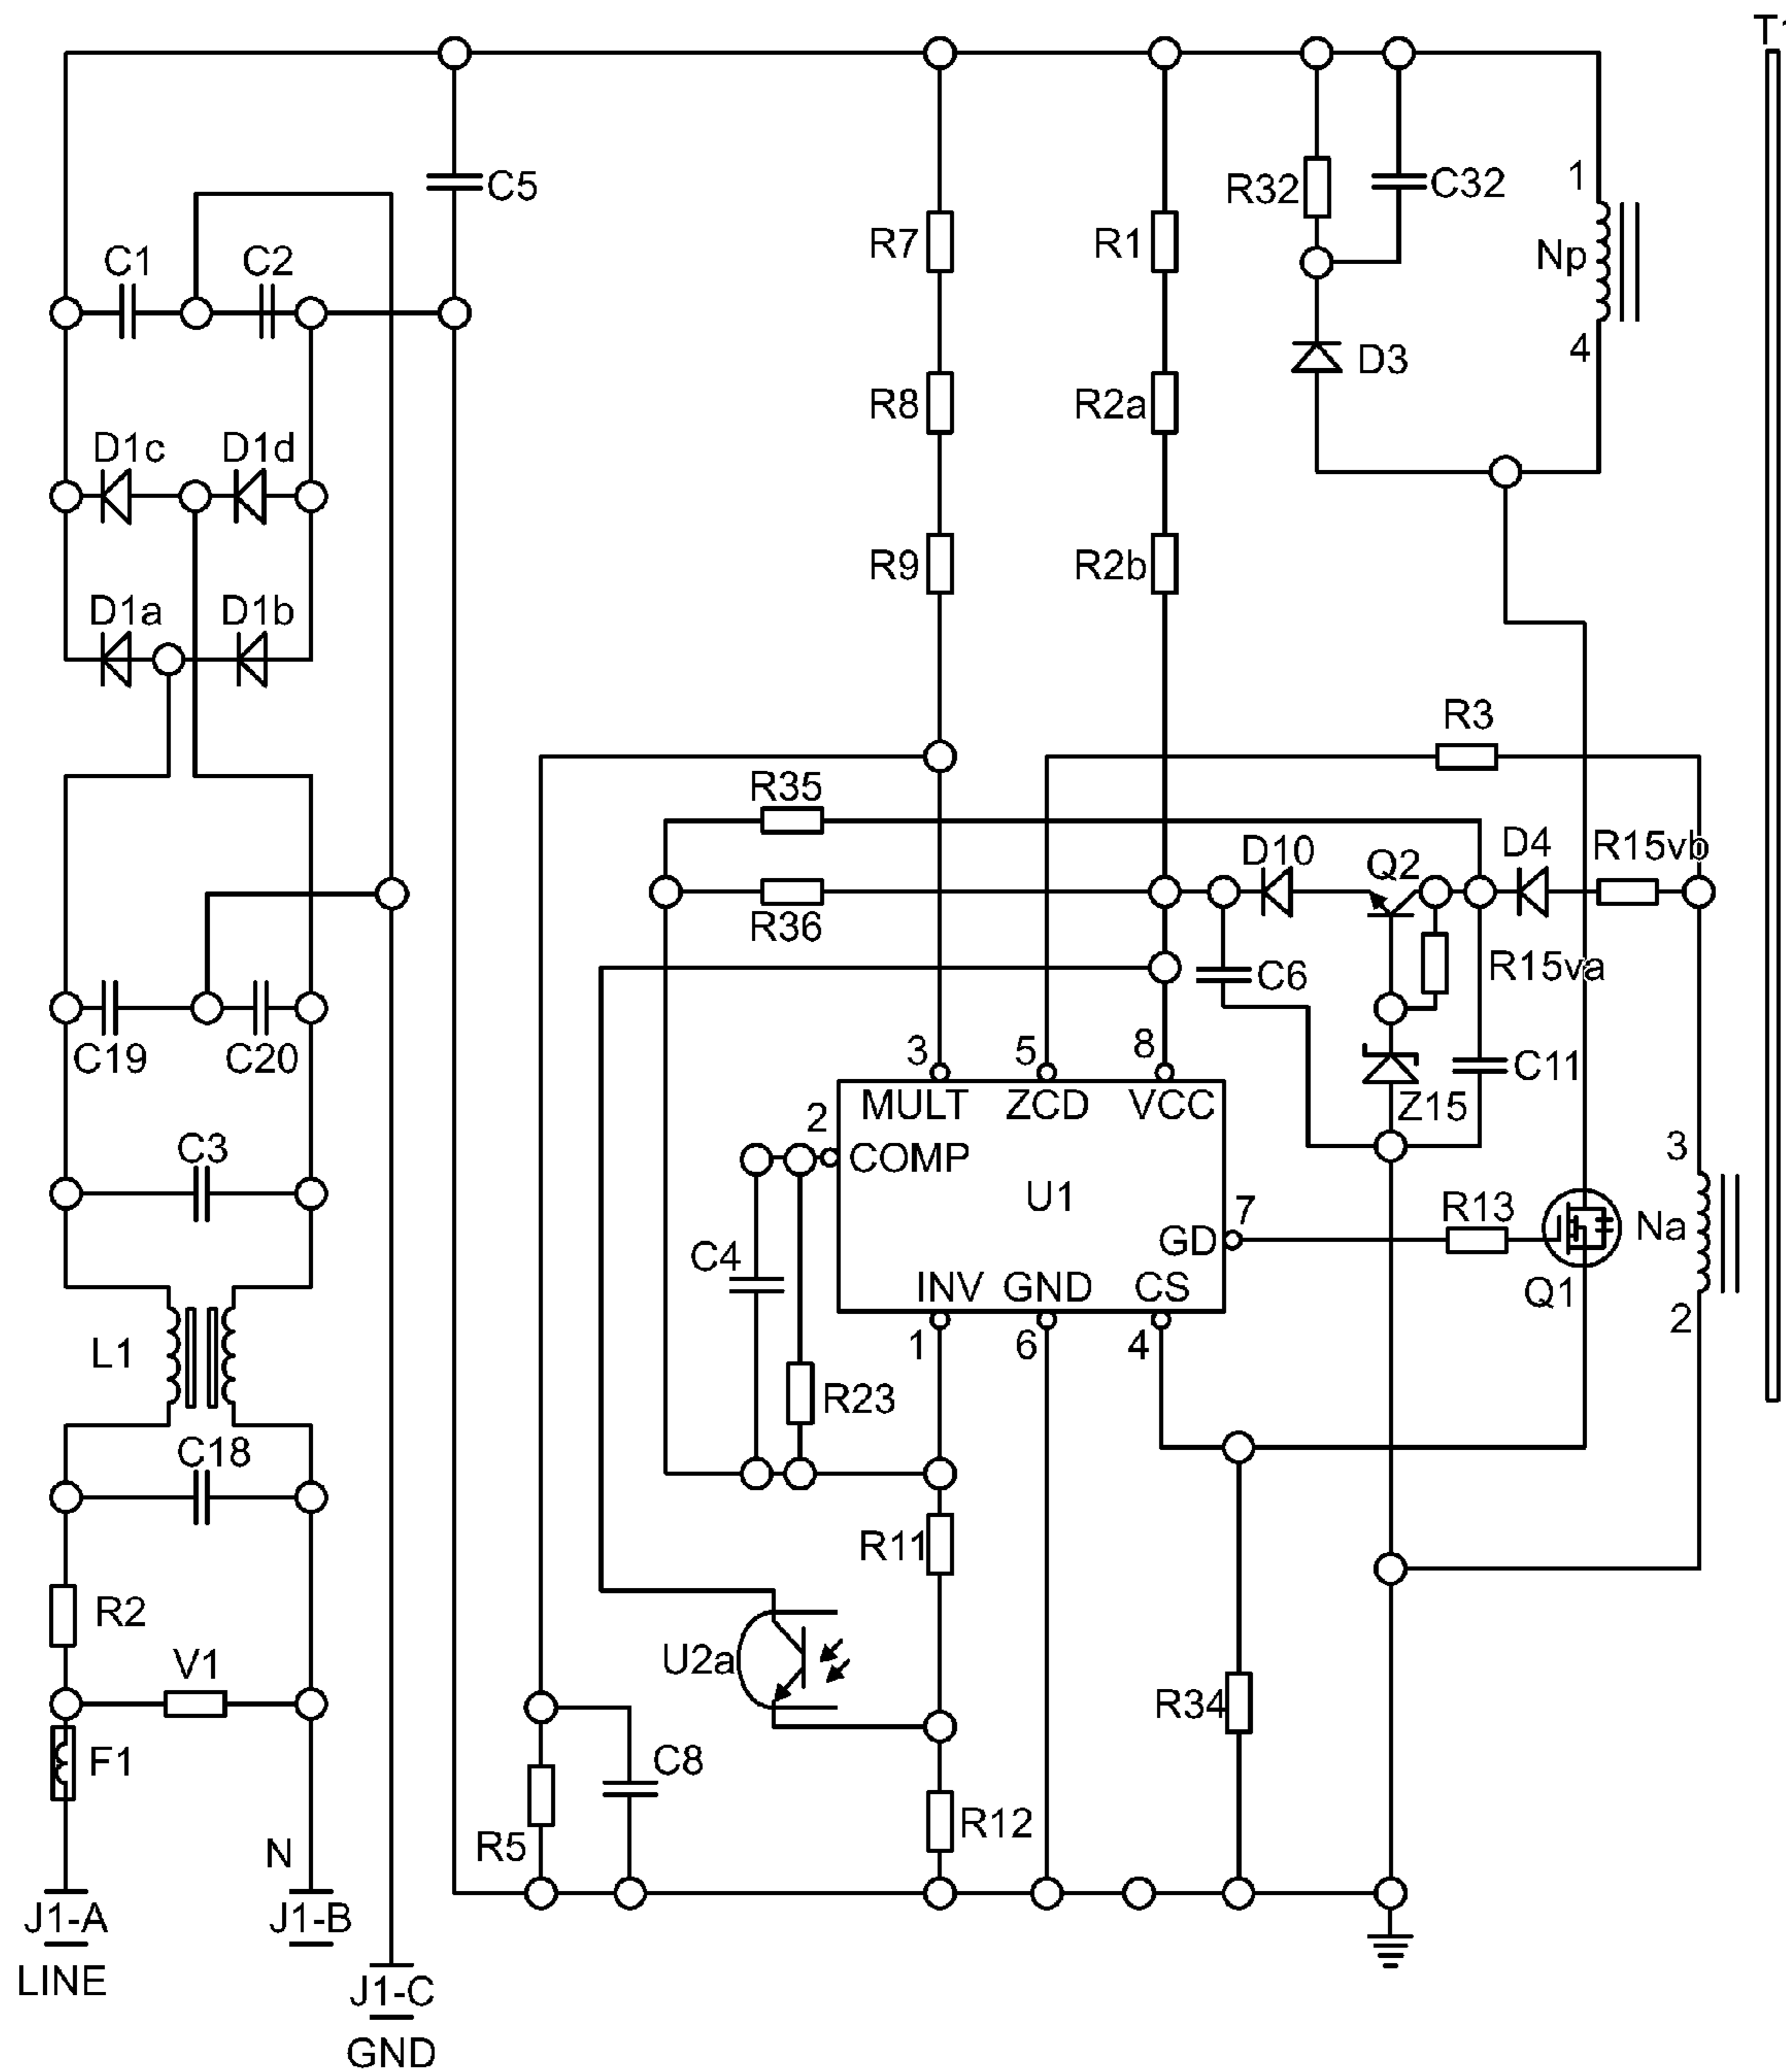 T1
C5
R32
C32
1
C1
C2
R7
R1
Np
4
D3
R8
R2a
D1c
D1d
R9
R2b
D1a
D1b
R3
R35
D10
Q2
D4
R15vb
R36
C6
R15va
C19
C20
3
5
8
C11
MULT
ZCD
VCC
Z15
2
COMP
C3
3
U1
7
R13
Na
C4
GD
INV
GND
CS
Q1
2
L1
1
6
4
R23
C18
R11
R2
U2a
V1
R34
F1
C8
R12
R5
N
J1-A
J1-B
LINE
J1-C
GND